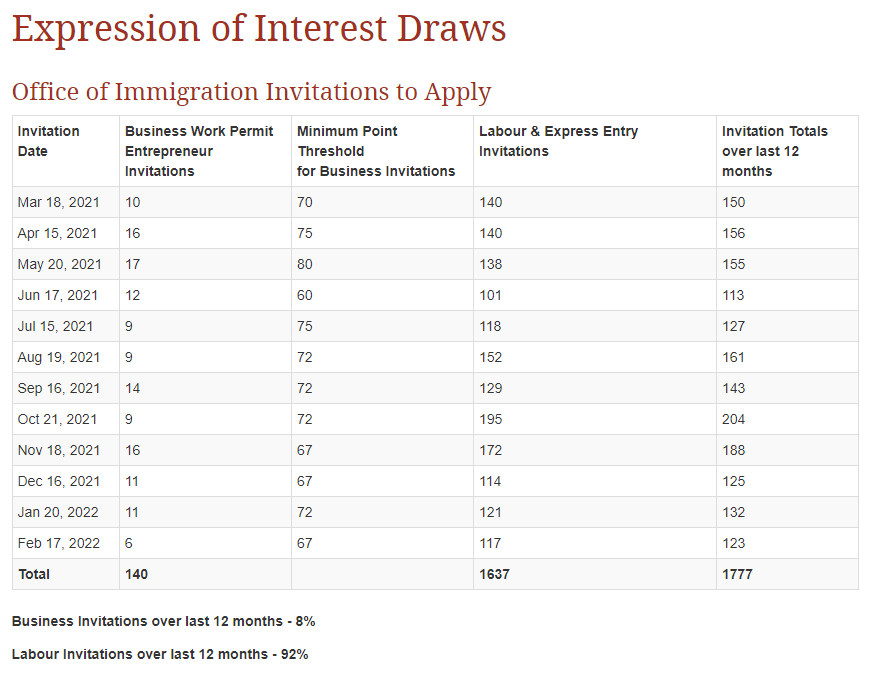 Expression of Interest Draws
Office of Immigration Invitations to Apply
Invitation Date | Business Work Permit Entrepreneur Invitations | Minimum Point Threshold for Business Invitations | Labour & Express Entry Invitations | Invitation Totals over last 12 months
Mar 18, 2021 10 70 140 150
Apr 15, 2021 16 75 140 156
May 20, 2021 17 80 138 155
Jun 17, 2021 12 60 101 113
Jul 15, 2021 9 75 118 127
Aug 19, 2021 9 72 152 161
Sep 16, 2021 14 72 129 143
Oct 21, 2021 9 72 195 204
Nov 18, 2021 16 67 172 188
Dec 16, 2021 11 67 114 125
Jan 20, 2022 11 72 121 132
Feb 17, 2022 6 67 117 123
Total 140 1637 1777
Business Invitations over last 12 months - 8%
Labour Invitations over last 12 months - 92%